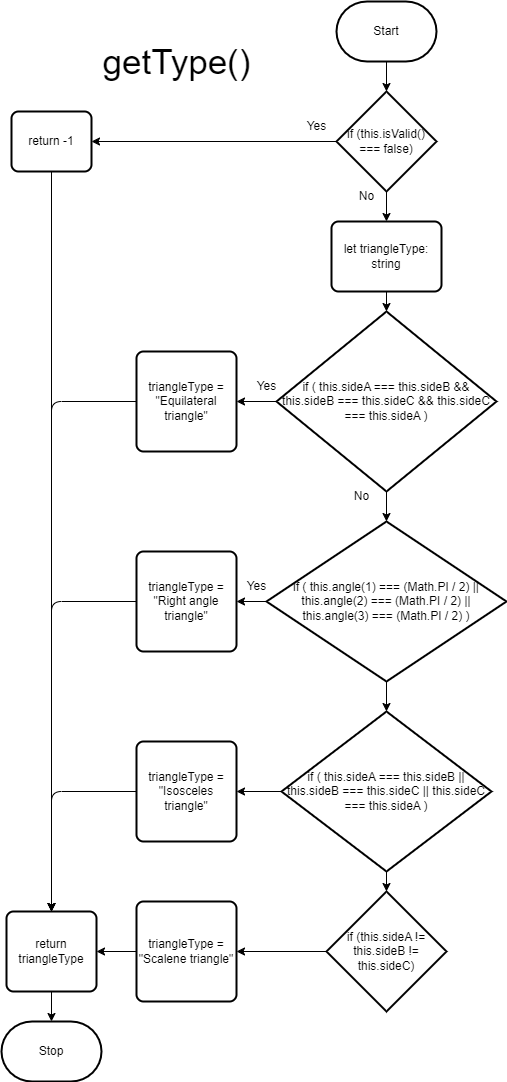 getType()
Start
if (this.isValid()
=== false)
Yes
return -1
No
let triangleType:
string
if ( this.sideA === this.sideB &&
this.sideB === this.sideC && this.sideC
=== this.sideA )
Yes
triangleType =
"Equilateral
triangle"
No
if ( this.angle(1) === (Math.PI / 2) ||
this.angle(2) === (Math.PI / 2) ||
this.angle(3) === (Math.PI / 2) )
Yes
triangleType =
"Right angle
triangle"
if ( this.sideA === this.sideB ||
this.sideB === this.sideC || this.sideC
=== this.sideA )
triangleType =
"Isosceles
triangle"
if (this.sideA !=
this.sideB !=
this.sideC)
triangleType =
"Scalene triangle"
return
triangleType
Stop